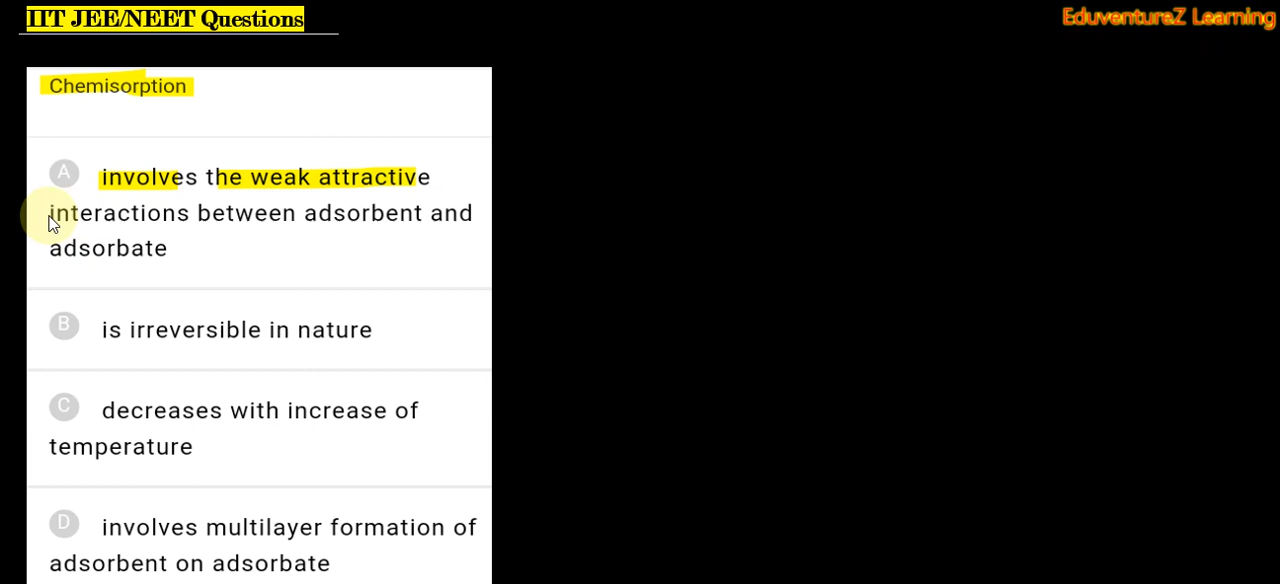 IIT JEE/NEET Questions
EduventureZ Learning
Chemisorption
A involves the weak attractive
interactions between adsorbent and
adsorbate
B is irreversible in nature
C decreases with increase of
temperature
D involves multilayer formation of
adsorbent on adsorbate